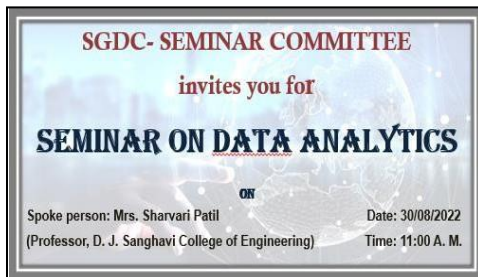 SGDC- SEMINAR COMMITTEE
invites you for
SEMINAR ON DATA ANALYTICS
ON
Spoke person: Mrs. Sharvari Patil Date: 30/08/2022
(Professor, D. J. Sanghavi College of Engineering) Time: 11:00 A. M.